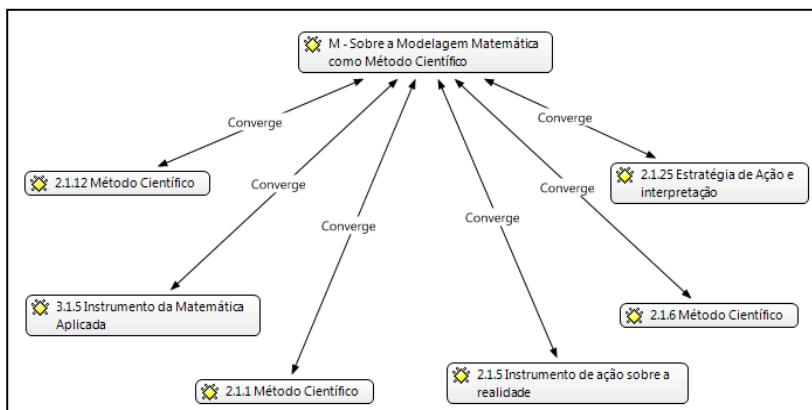 M - Sobre a Modelagem Matemática
como Método Científico
Converge
Converge
Converge
Converge
Converge
Converge
2.1.12 Método Científico
2.1.25 Estratégia de Ação e
interpretação
3.1.5 Instrumento da Matemática
Aplicada
2.1.6 Método Científico
2.1.1 Método Científico
2.1.5 Instrumento de ação sobre a
realidade